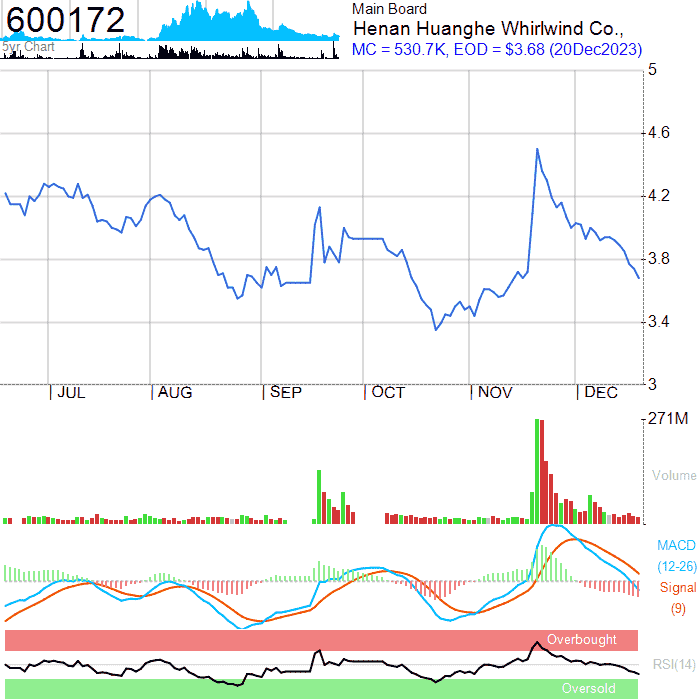 600172
5yr Chart
Main Board
Henan Huanghe Whirlwind Co.,
MC = 530.7K, EOD = $3.68 (20Dec2023)
5
4.6
4.2
3.8
3.4
3
JUL
AUG
SEP
OCT
NOV
DEC
271M
Volume
MACD
(12-26)
Signal
(9)
Overbought
RSI(14)
Oversold